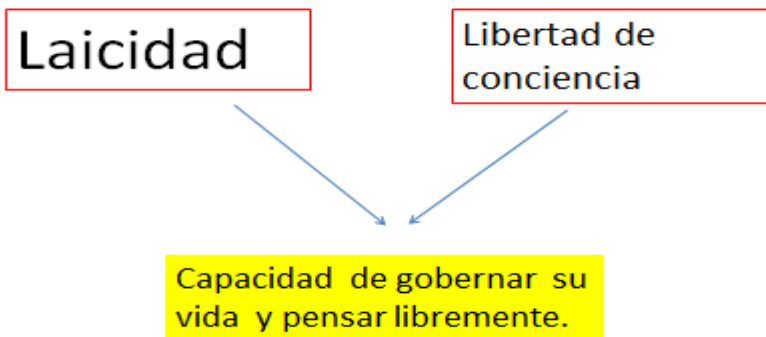 Laicidad
Libertad de
conciencia
Capacidad de gobernar su
vida y pensar libremente.